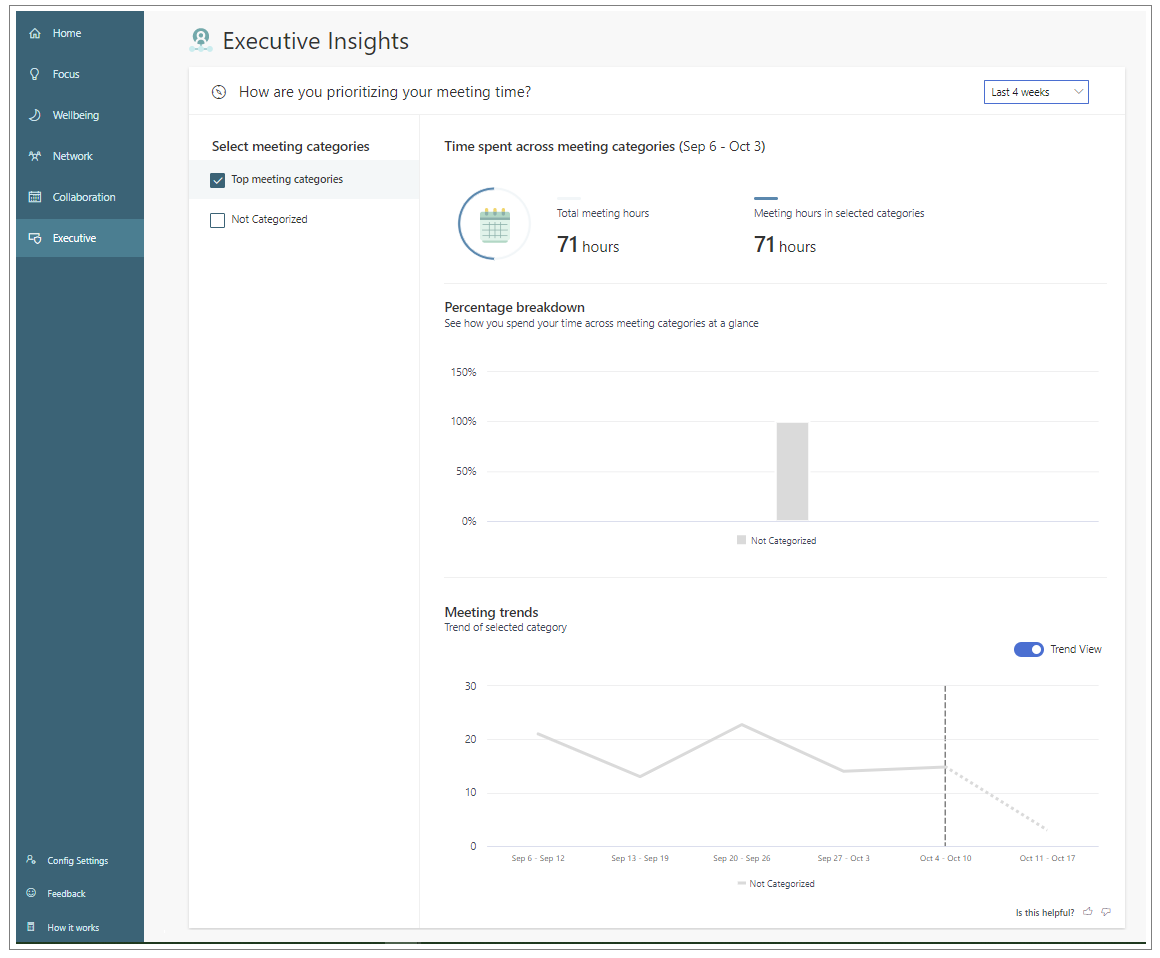 Home
Focus
Wellbeing
Network
Collaboration
Executive
Config Settings
Feedback
How it works
Executive Insights
How are you prioritizing your meeting time?
Last 4 weeks
Select meeting categories
Top meeting categories
Not Categorized
Time spent across meeting categories (Sep 6 - Oct 3)
Total meeting hours
71 hours
Meeting hours in selected categories
71 hours
Percentage breakdown
See how you spend your time across meeting categories at a glance
150%
100%
50%
0%
Not Categorized
Meeting trends
Trend of selected category
Trend View
30
20
10
0
Sep 6 - Sep 12
Sep 13 - Sep 19
Sep 20 - Sep 26
Sep 27 - Oct 3
Oct 4 - Oct 10
Oct 11 - Oct 17
Not Categorized
Is this helpful?